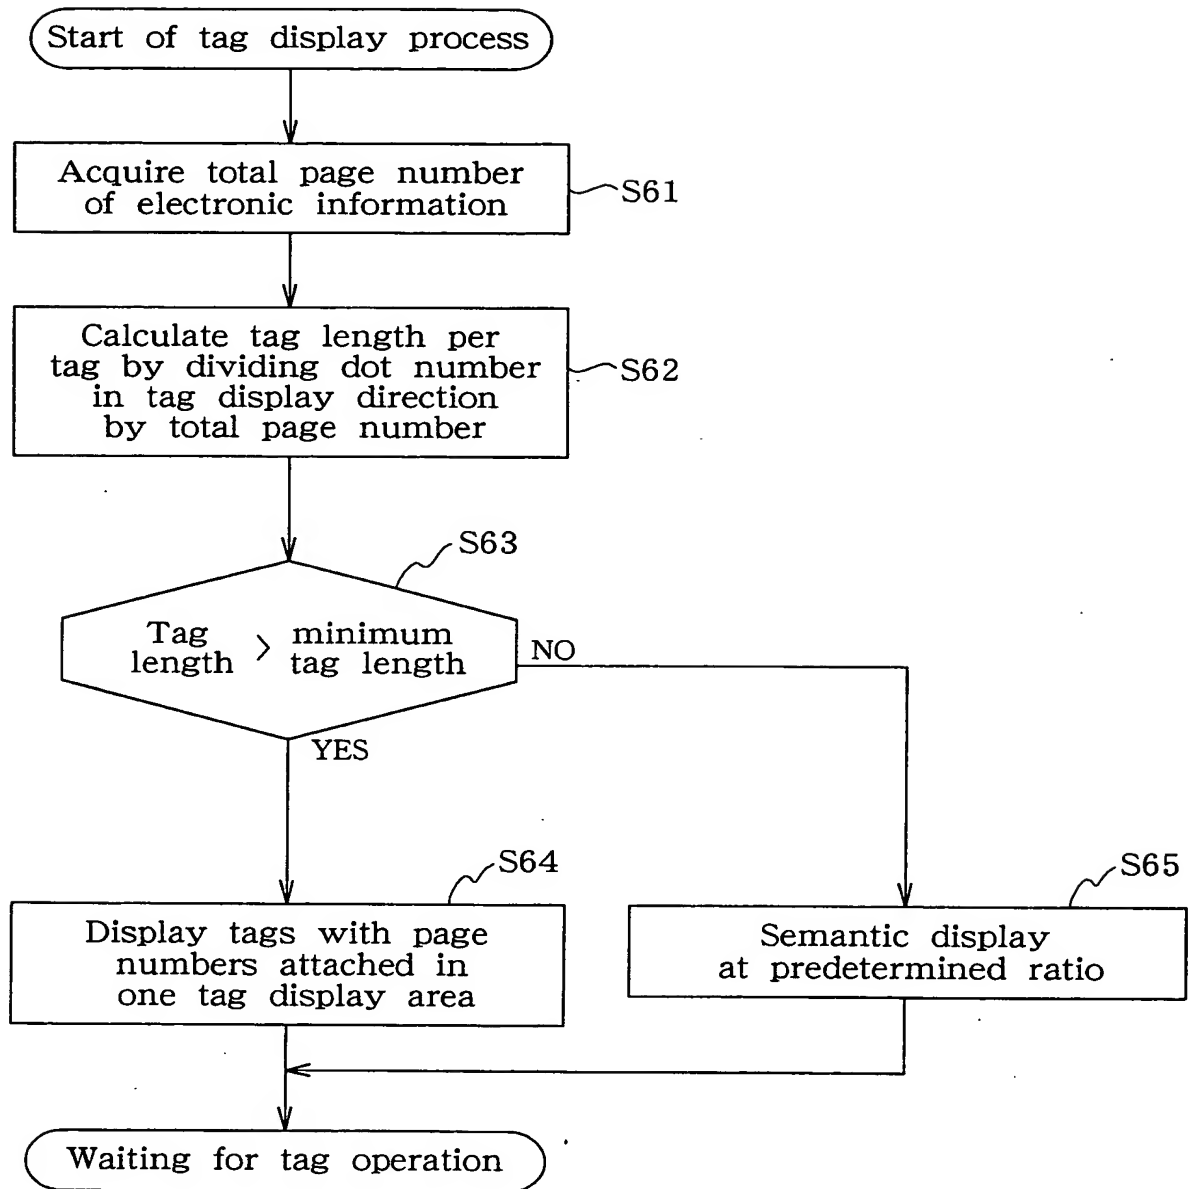 Start of tag display process
Acquire total page number
of electronic information
S61
Calculate tag length per
tag by dividing dot number
in tag display direction
by total page number
S62
S63
Tag
length
>
minimum
tag length
NO
YES
S64
Display tags with page
numbers attached in
one tag display area
S65
Semantic display
at predetermined ratio
Waiting for tag operation